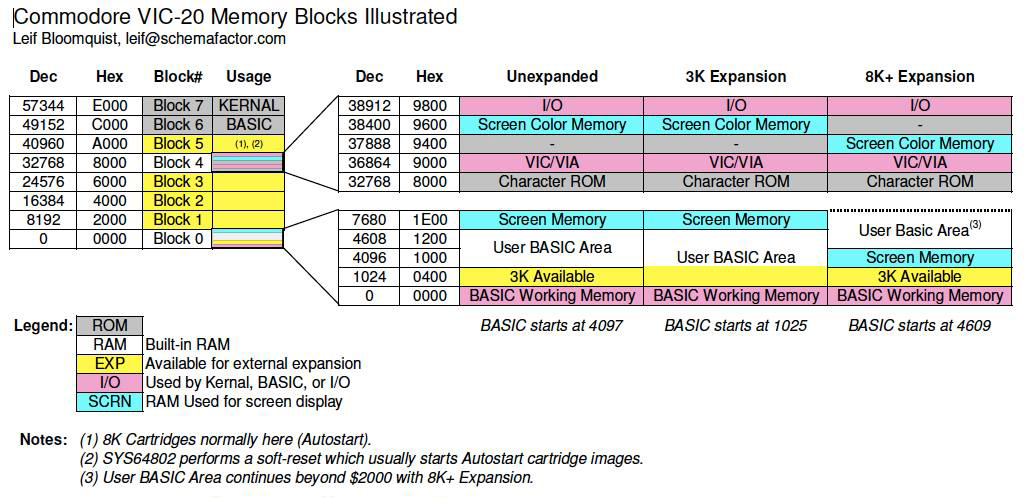 Commodore VIC-20 Memory Blocks Illustrated
Leif Bloomquist, leif@schemafactor.com
Dec Hex Block# Usage Dec Hex Unexpanded 3K Expansion 8K+ Expansion
57344 E000 Block 7 KERNAL 38912 9800 I/O I/O I/O
49152 C000 Block 6 BASIC 38400 9600 Screen Color Memory Screen Color Memory -
40960 A000 Block 5 (1), (2) 37888 9400 - - Screen Color Memory
32768 8000 Block 4 36864 9000 VIC/VIA VIC/VIA VIC/VIA
24576 6000 Block 3 32768 8000 Character ROM Character ROM Character ROM
16384 4000 Block 2
8192 2000 Block 1 7680 1E00 Screen Memory Screen Memory User Basic Area(3)
0 0000 Block 0 4608 1200 User BASIC Area User BASIC Area
4096 1000 Screen Memory
1024 0400 3K Available 3K Available
0 0000 BASIC Working Memory BASIC Working Memory BASIC Working Memory
BASIC starts at 4097 BASIC starts at 1025 BASIC starts at 4609
Legend: ROM
RAM Built-in RAM
EXP Available for external expansion
I/O Used by Kernal, BASIC, or I/O
SCRN RAM Used for screen display
Notes: (1) 8K Cartridges normally here (Autostart).
(2) SYS64802 performs a soft-reset which usually starts Autostart cartridge images.
(3) User BASIC Area continues beyond $2000 with 8K+ Expansion.